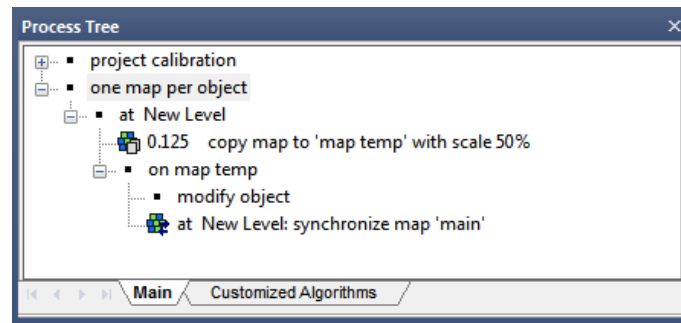 Process Tree
project calibration
one map per object
at New Level
0.125 copy map to 'map temp' with scale 50%
on map temp
modify object
at New Level: synchronize map 'main'
Main Customized Algorithms